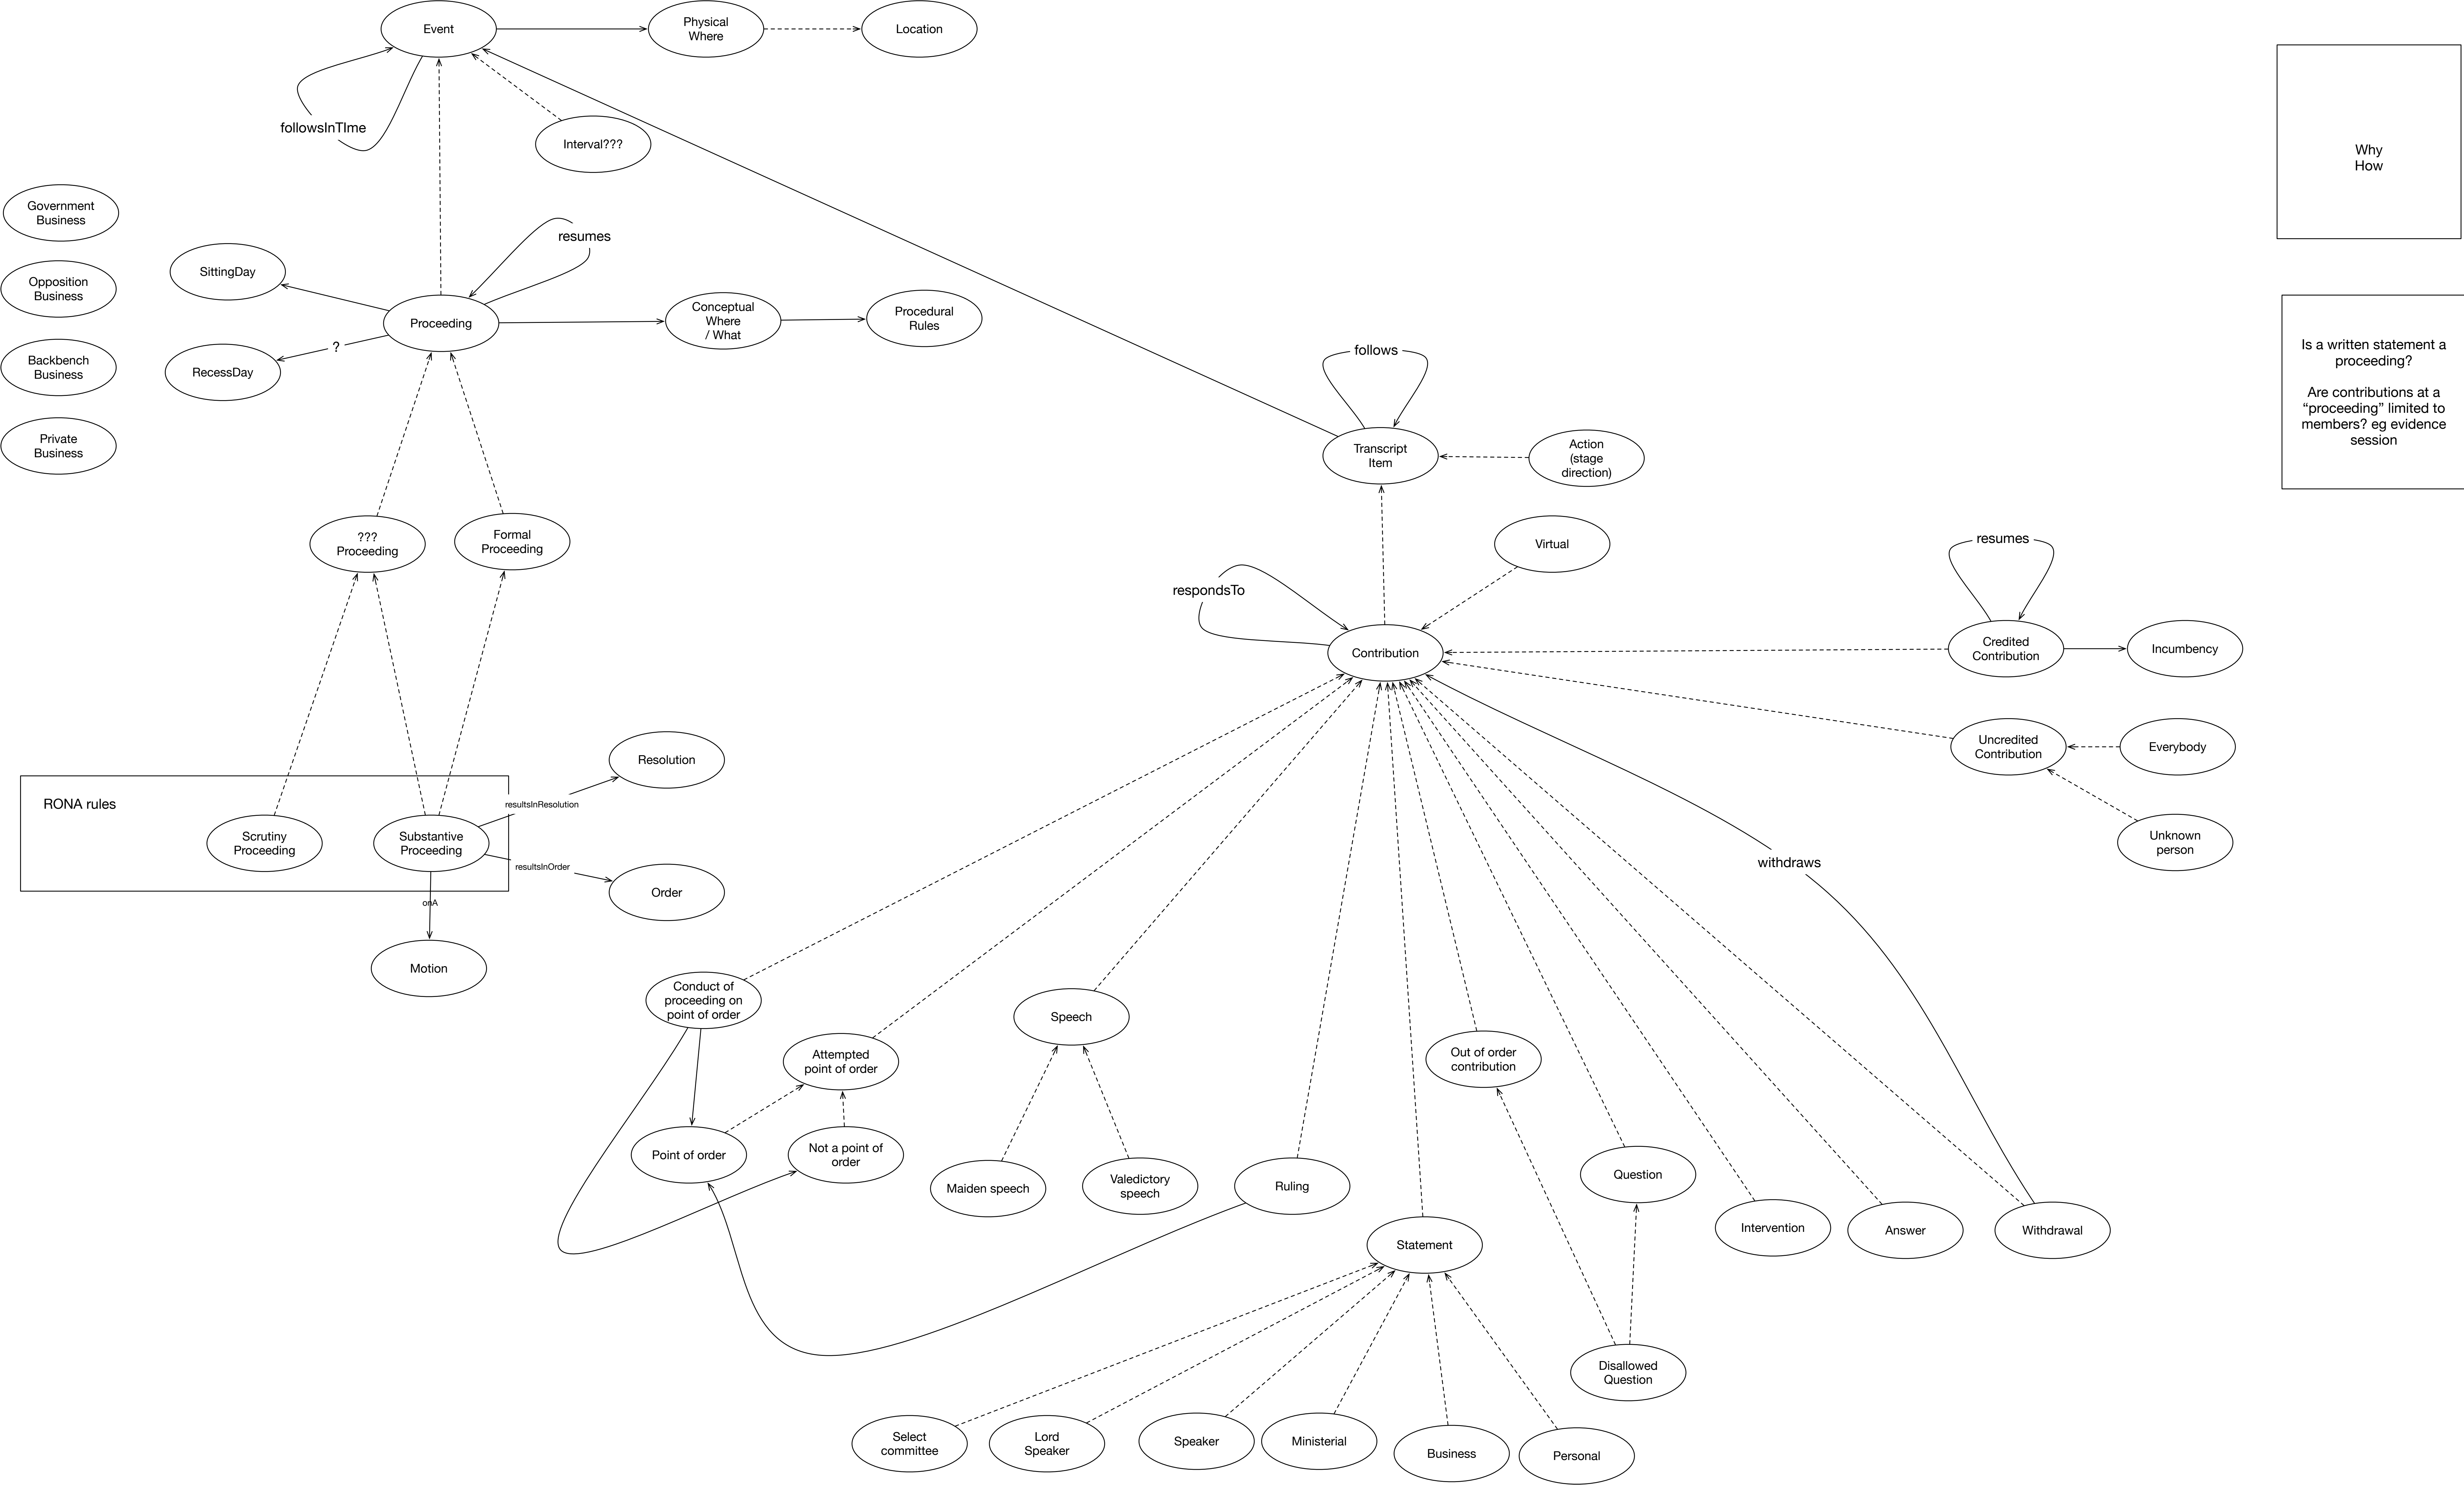 Event
Physical
Where
Location
followsInTIme
Interval???
Why
How
Government
Business
Opposition
Business
Backbench
Business
Private
Business
SittingDay
resumes
Proceeding
Conceptual
Where
/ What
Procedural
Rules
?
RecessDay
Is a written statement a
proceeding?
Are contributions at a
“proceeding” limited to
members? eg evidence
session
follows
Transcript
Item
Action
(stage
direction)
???
Proceeding
Formal
Proceeding
Virtual
respondsTo
resumes
Contribution
Credited
Contribution
Incumbency
Uncredited
Contribution
Everybody
Unknown
person
withdraws
RONA rules
Scrutiny
Proceeding
Substantive
Proceeding
resultsInResolution
Resolution
resultsInOrder
Order
onA
Motion
Conduct of
proceeding on
point of order
Attempted
point of order
Point of order
Not a point of
order
Speech
Maiden speech
Valedictory
speech
Ruling
Out of order
contribution
Question
Intervention
Answer
Withdrawal
Statement
Disallowed
Question
Select
committee
Lord
Speaker
Speaker
Ministerial
Business
Personal